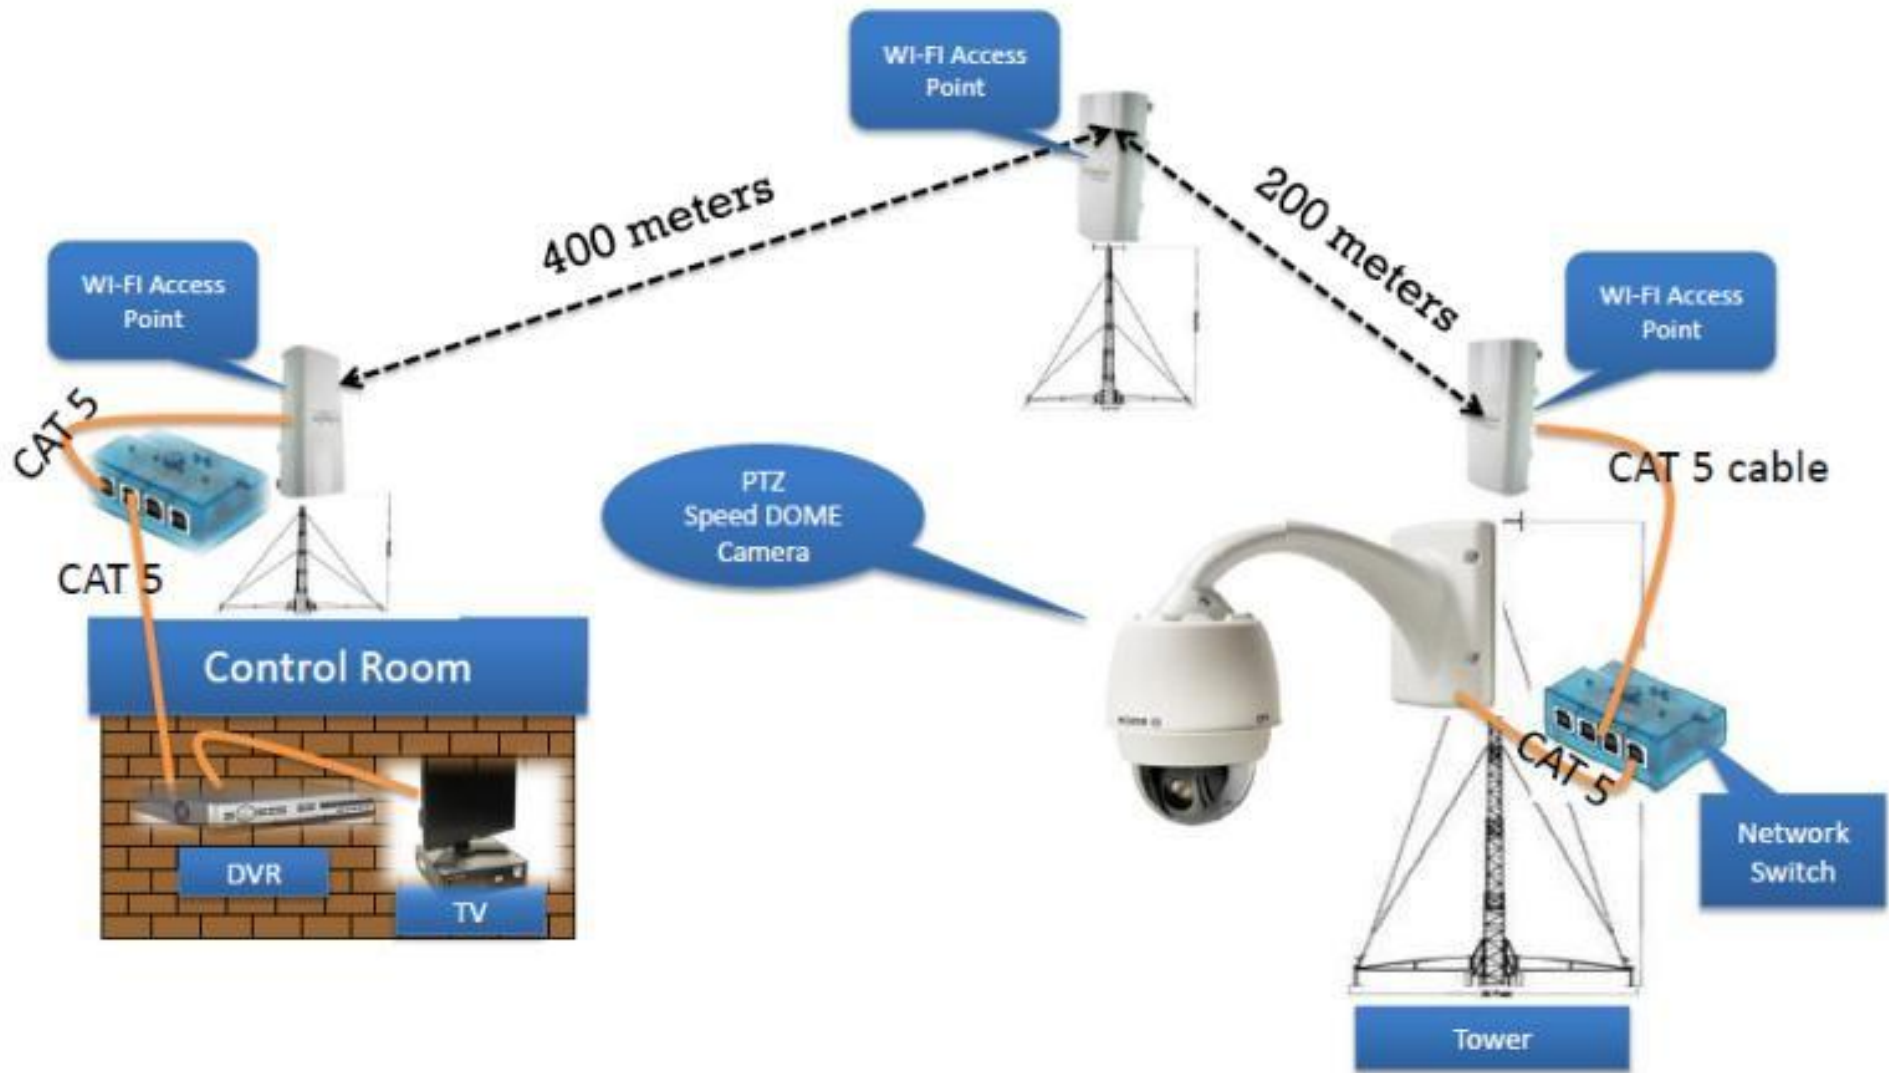 WI-FI Access
Point
400 meters
200 meters
WI-FI Access
Point
WI-FI Access
Point
CAT 5
CAT 5 cable
PTZ
Speed DOME
Camera
CAT 5
Control Room
CAT 5
Network
Switch
DVR
TV
Tower